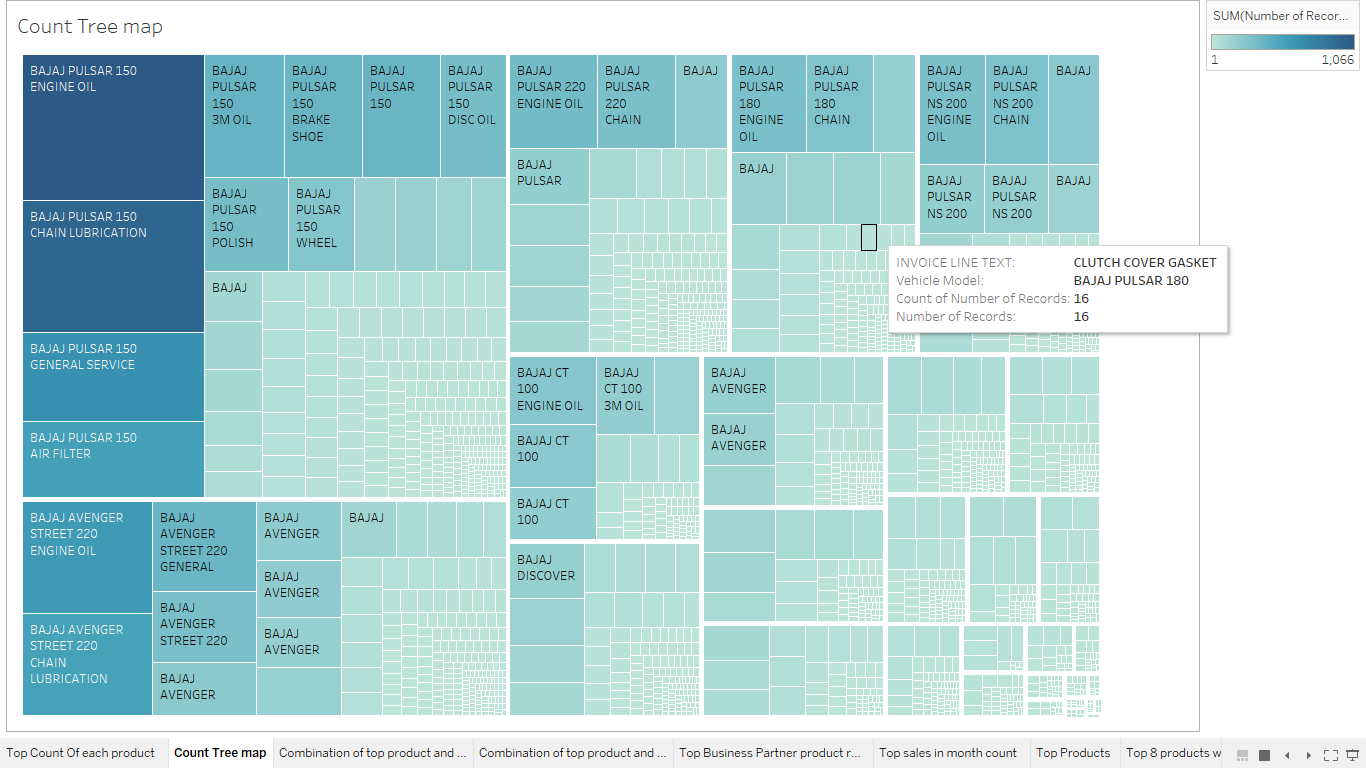 Count Tree map
SUM(Number of Recor...
1
1,066
BAJAJ PULSAR 150
ENGINE OIL
BAJAJ PULSAR 150
CHAIN LUBRICATION
BAJAJ PULSAR 150
GENERAL SERVICE
BAJAJ PULSAR 150
AIR FILTER
BAJAJ
PULSAR
150
3M OIL
BAJAJ
PULSAR
150
BRAKE
SHOE
BAJAJ
PULSAR
150
BAJAJ
PULSAR
150
DISC OIL
BAJAJ
PULSAR
150
POLISH
BAJAJ
PULSAR
150
WHEEL
BAJAJ
BAJAJ
PULSAR 220
ENGINE OIL
BAJAJ
PULSAR
220
CHAIN
BAJAJ
BAJAJ
PULSAR
BAJAJ
PULSAR
180
ENGINE
OIL
BAJAJ
PULSAR
180
CHAIN
BAJAJ
BAJAJ
PULSAR
NS 200
ENGINE
OIL
BAJAJ
PULSAR
NS 200
CHAIN
BAJAJ
BAJAJ
PULSAR
NS 200
BAJAJ
PULSAR
NS 200
BAJAJ
INVOICE LINE TEXT: CLUTCH COVER GASKET
Vehicle Model: BAJAJ PULSAR 180
Count of Number of Records: 16
Number of Records: 16
BAJAJ CT
100
ENGINE OIL
BAJAJ
CT 100
3M OIL
BAJAJ CT
100
BAJAJ CT
100
BAJAJ
AVENGER
BAJAJ
AVENGER
BAJAJ AVENGER
STREET 220
ENGINE OIL
BAJAJ AVENGER
STREET 220
CHAIN
LUBRICATION
BAJAJ
AVENGER
STREET 220
GENERAL
BAJAJ
AVENGER
STREET 220
BAJAJ
AVENGER
BAJAJ
AVENGER
BAJAJ
AVENGER
BAJAJ
AVENGER
BAJAJ
BAJAJ
DISCOVER
Top Count Of each product
Count Tree map
Combination of top product and ...
Combination of top product and ...
Top Business Partner product r...
Top sales in month count
Top Products
Top 8 products w